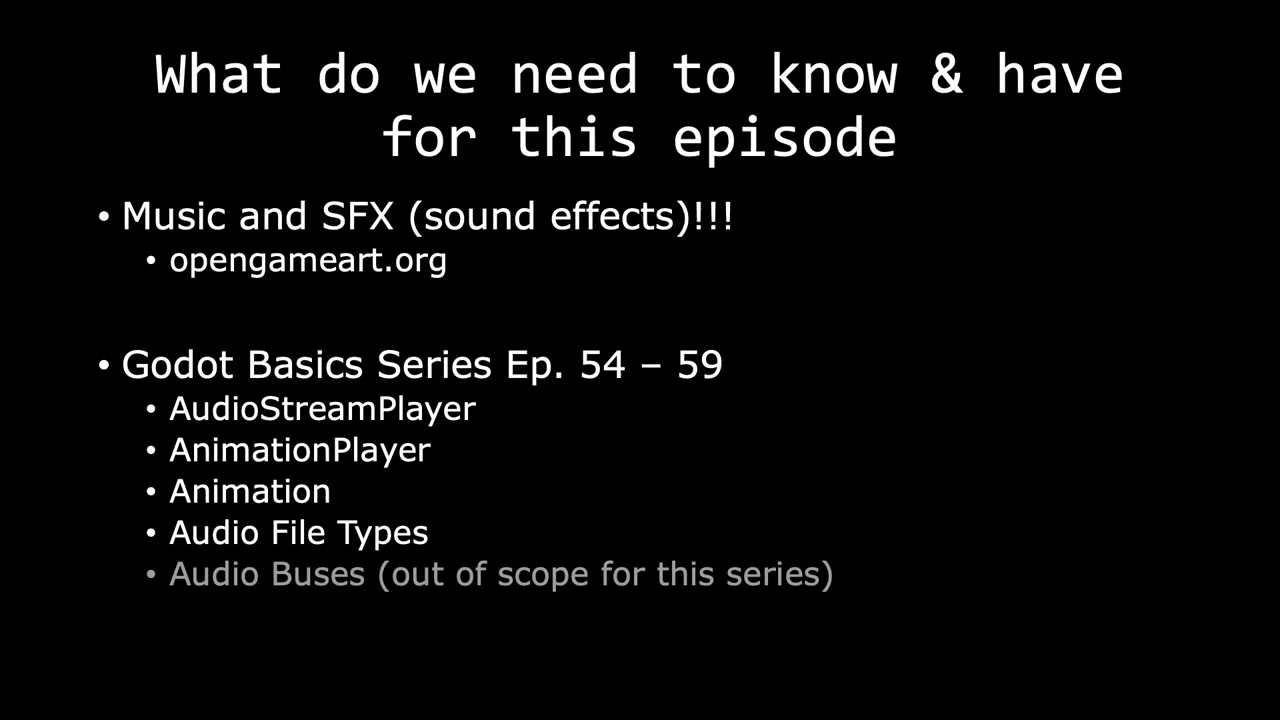 What do we need to know & have
for this episode
• Music and SFX (sound effects)!!!
• opengameart.org
• Godot Basics Series Ep. 54 – 59
• AudioStreamPlayer
• AnimationPlayer
• Animation
• Audio File Types
• Audio Buses (out of scope for this series)